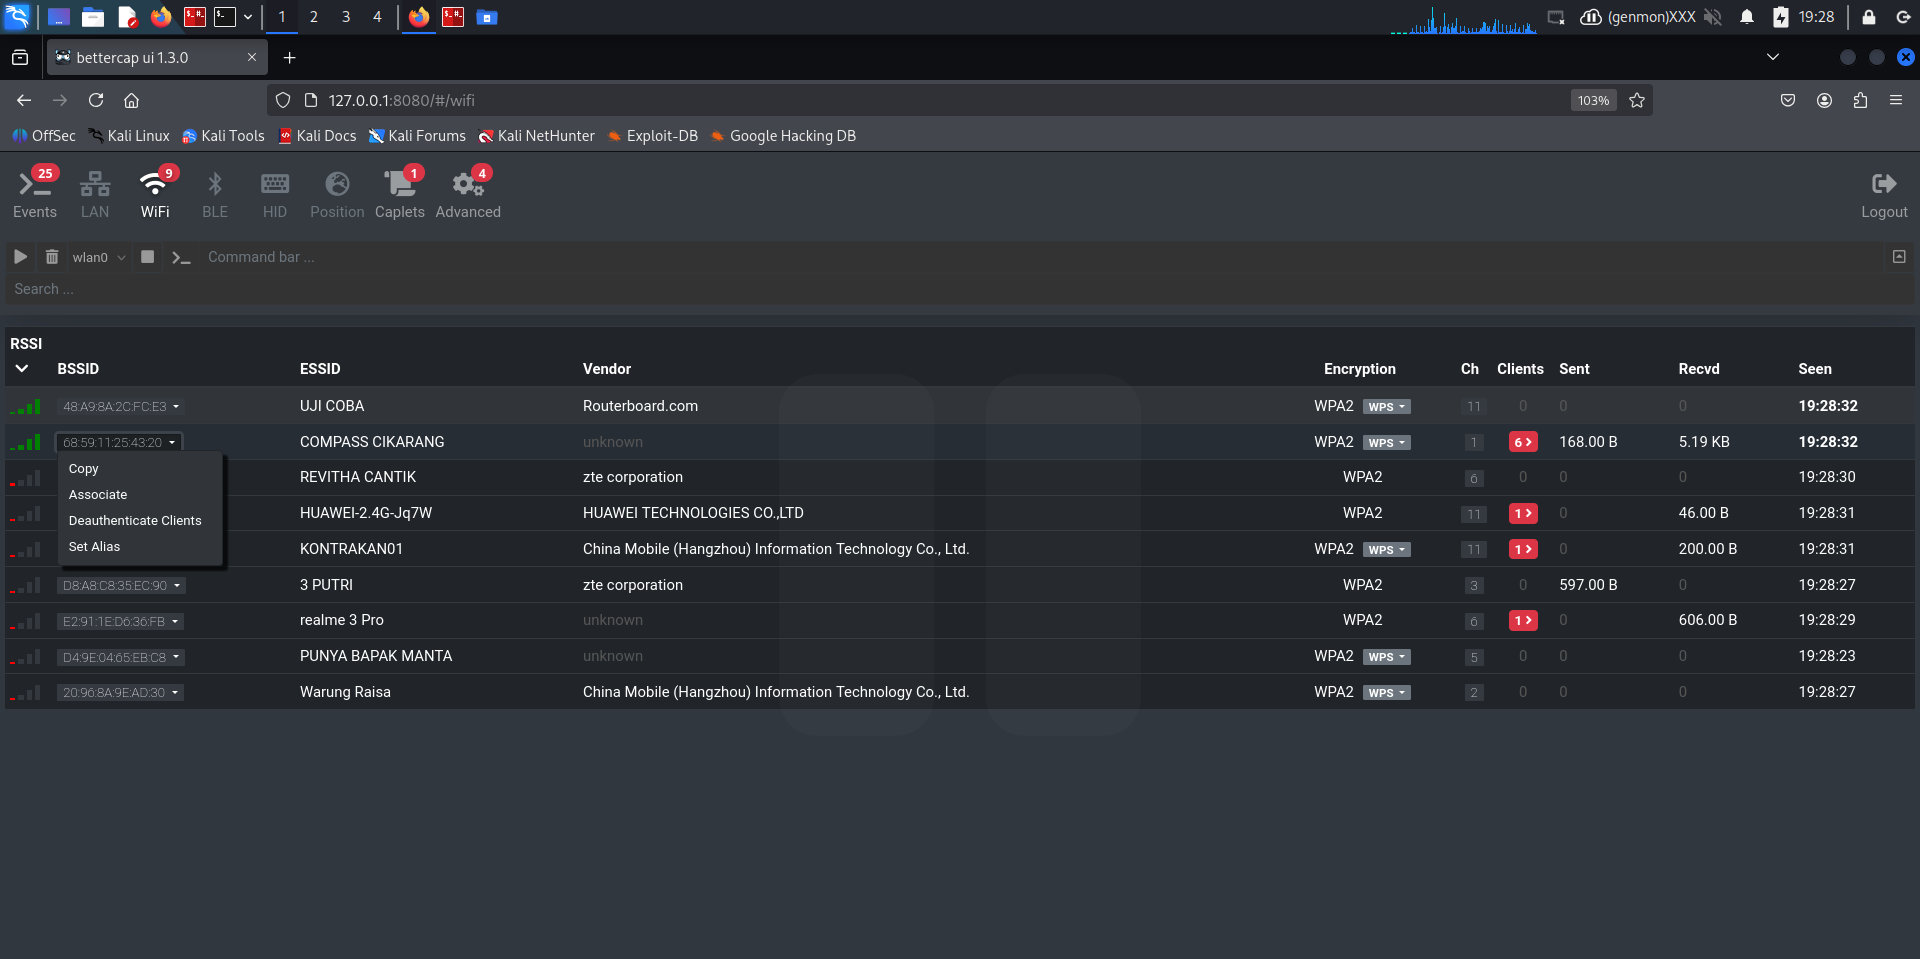 1 2 3 4 (genmon)XXX 19:28
bettercap ui 1.3.0
127.0.0.1:8080/#/wifi 103%
OffSec Kali Linux Kali Tools Kali Docs Kali Forums Kali NetHunter Exploit-DB Google Hacking DB
25 9 1 4
Events LAN WiFi BLE HID Position Caplets Advanced Logout
wlan0 Command bar ...
Search ...
RSSI
BSSID ESSID Vendor Encryption Ch Clients Sent Recvd Seen
48:A9:8A:2C:FC:E3 UJI COBA Routerboard.com WPA2 WPS 11 0 0 0 19:28:32
68:59:11:25:43:20 COMPASS CIKARANG unknown WPA2 WPS 1 6 168.00 B 5.19 KB 19:28:32
Copy
REVITHA CANTIK zte corporation WPA2 6 0 0 0 19:28:30
Associate
HUAWEI-2.4G-Jq7W HUAWEI TECHNOLOGIES CO.,LTD WPA2 11 1 0 46.00 B 19:28:31
Deauthenticate Clients
Set Alias
KONTRAKAN01 China Mobile (Hangzhou) Information Technology Co., Ltd. WPA2 WPS 11 1 0 200.00 B 19:28:31
D8:A8:C8:35:EC:90 3 PUTRI zte corporation WPA2 3 0 597.00 B 0 19:28:27
E2:91:1E:D6:36:FB realme 3 Pro unknown WPA2 6 1 0 606.00 B 19:28:29
D4:9E:04:65:EB:C8 PUNYA BAPAK MANTA unknown WPA2 WPS 5 0 0 0 19:28:23
20:96:8A:9E:AD:30 Warung Raisa China Mobile (Hangzhou) Information Technology Co., Ltd. WPA2 WPS 2 0 0 0 19:28:27